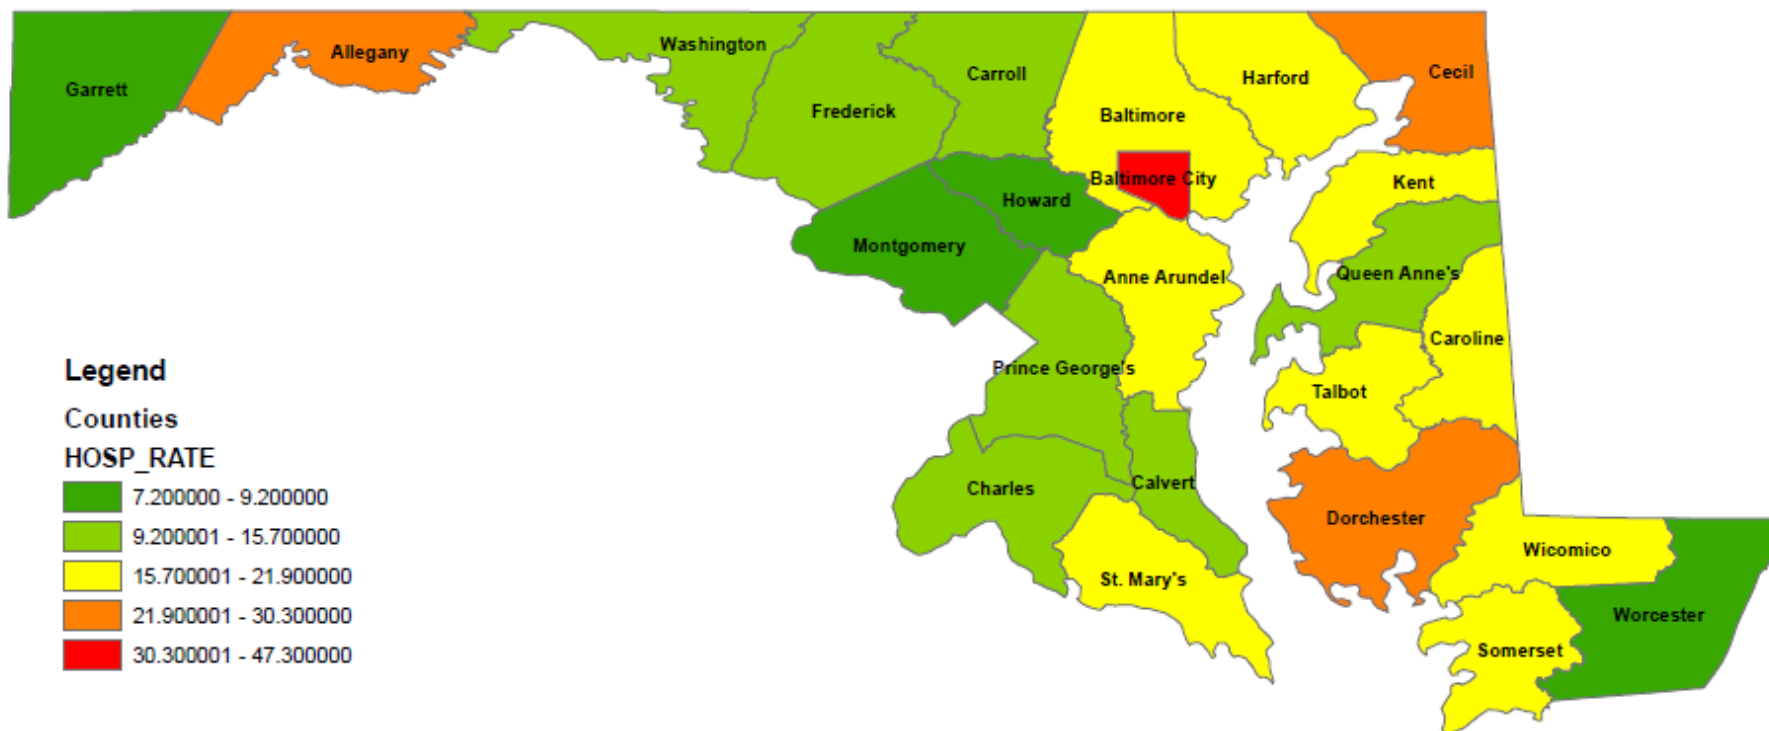 Garrett
Allegany
Washington
Frederick
Carroll
Baltimore
Harford
Cecil
Baltimore City
Howard
Montgomery
Kent
Anne Arundel
Queen Anne's
Caroline
Prince George's
Talbot
Charles
Calvert
St. Mary's
Dorchester
Wicomico
Worcester
Somerset
Legend
Counties
HOSP_RATE
7.200000 - 9.200000
9.200001 - 15.700000
15.700001 - 21.900000
21.900001 - 30.300000
30.300001 - 47.300000